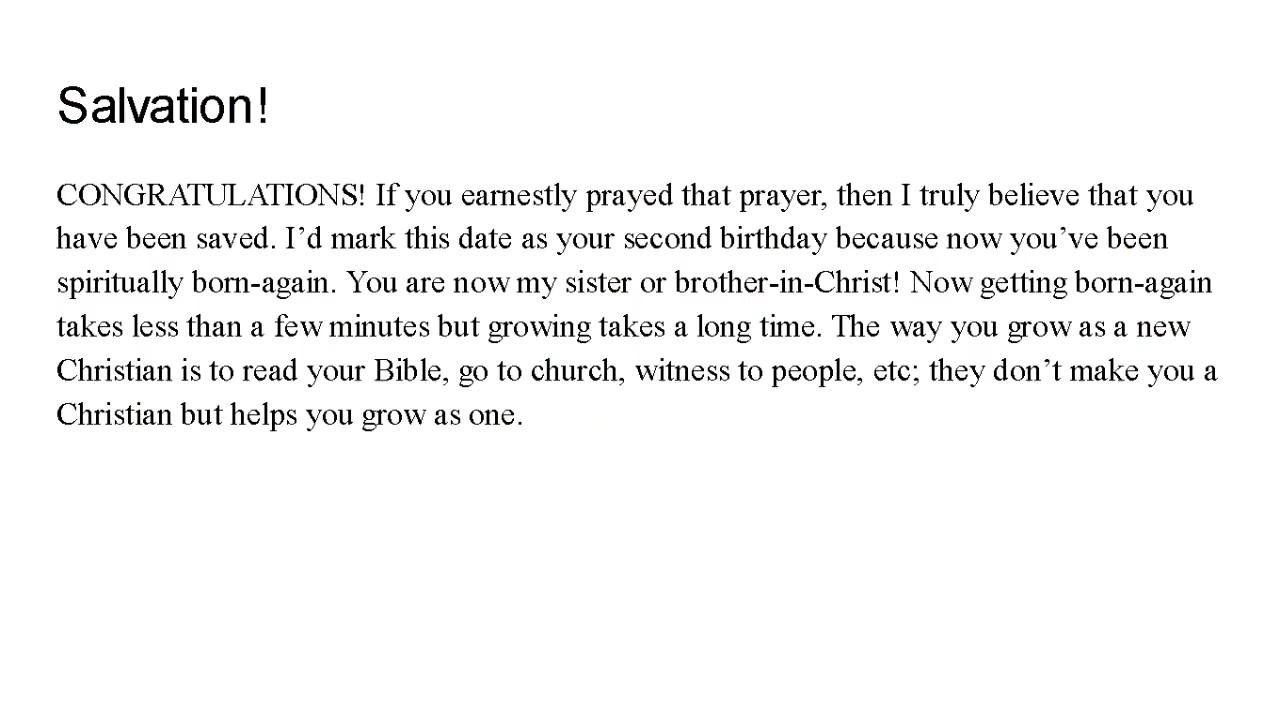 Salvation!
CONGRATULATIONS! If you earnestly prayed that prayer, then I truly believe that you
have been saved. I’d mark this date as your second birthday because now you’ve been
spiritually born-again. You are now my sister or brother-in-Christ! Now getting born-again
takes less than a few minutes but growing takes a long time. The way you grow as a new
Christian is to read your Bible, go to church, witness to people, etc; they don’t make you a
Christian but helps you grow as one.